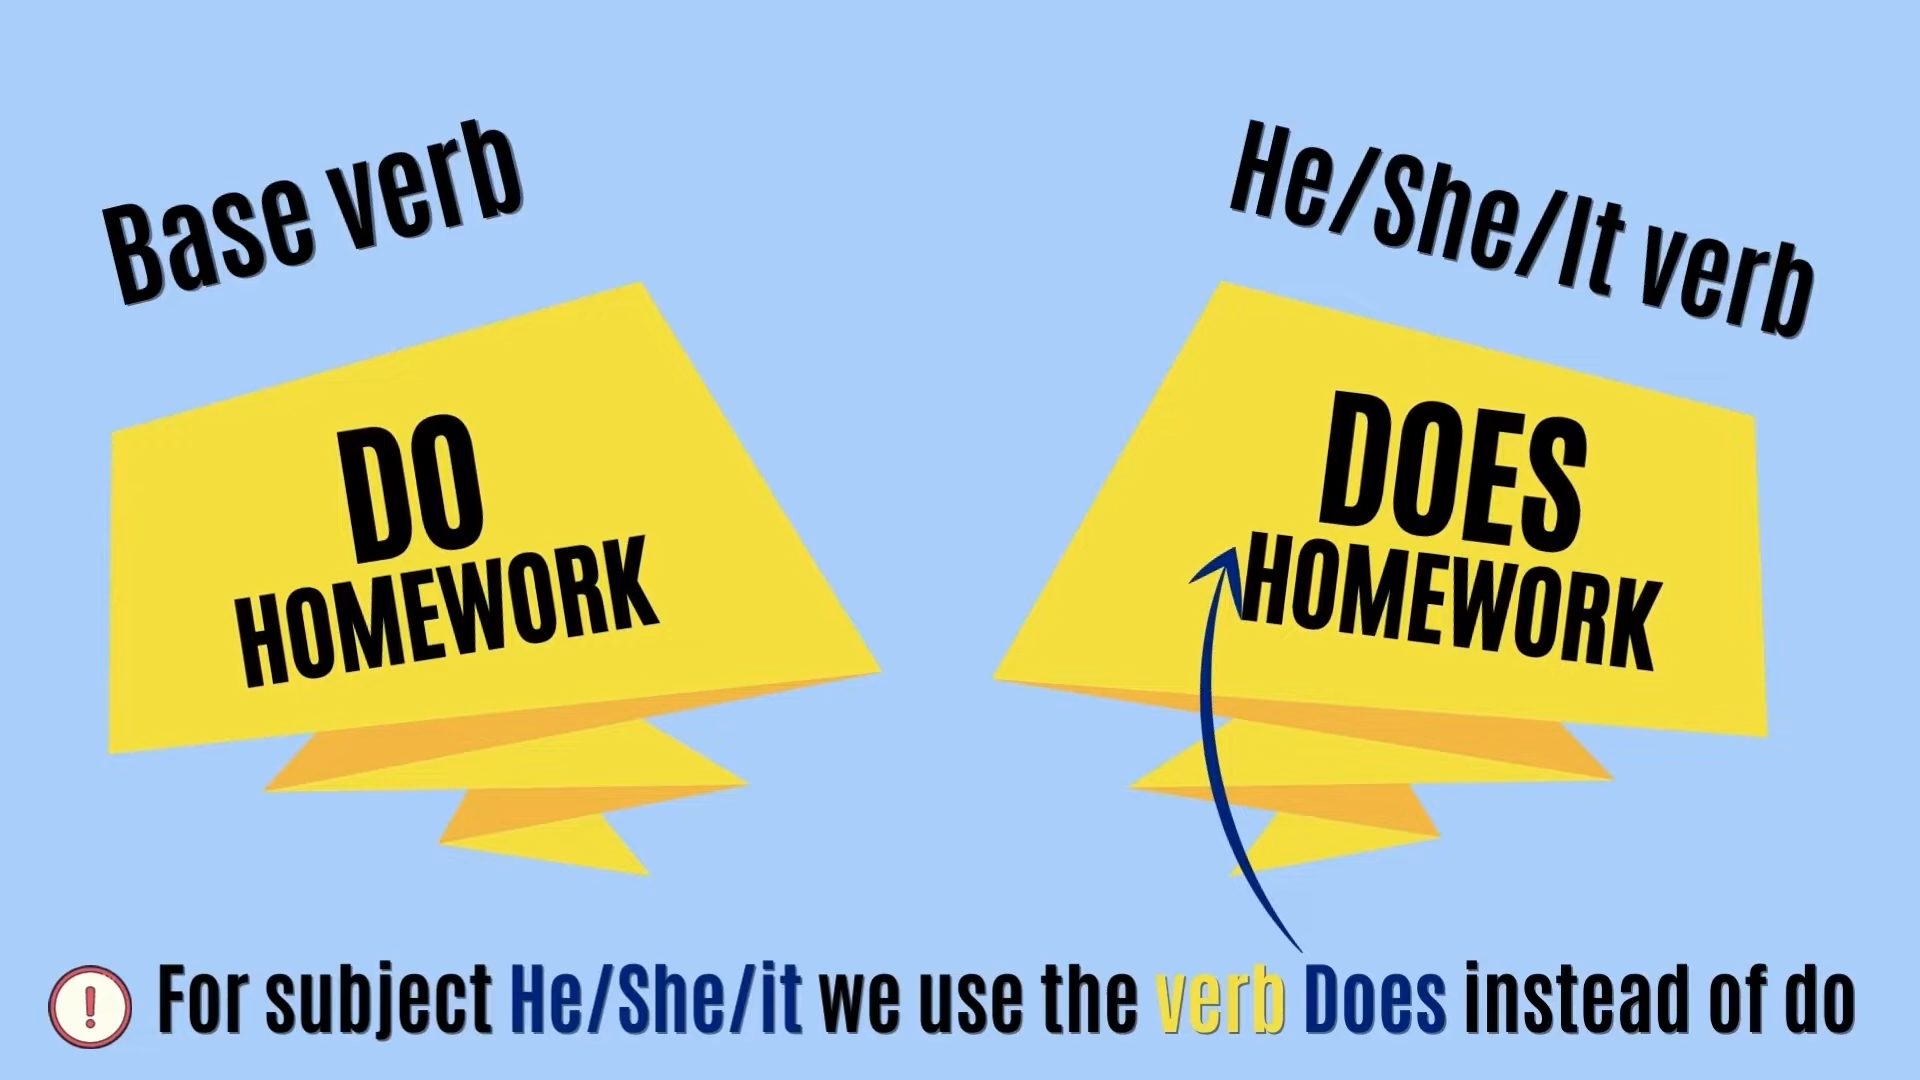 Base verb
He/She/It verb
DO
HOMEWORK
DOES
HOMEWORK
! For subject He/She/it we use the verb Does instead of do